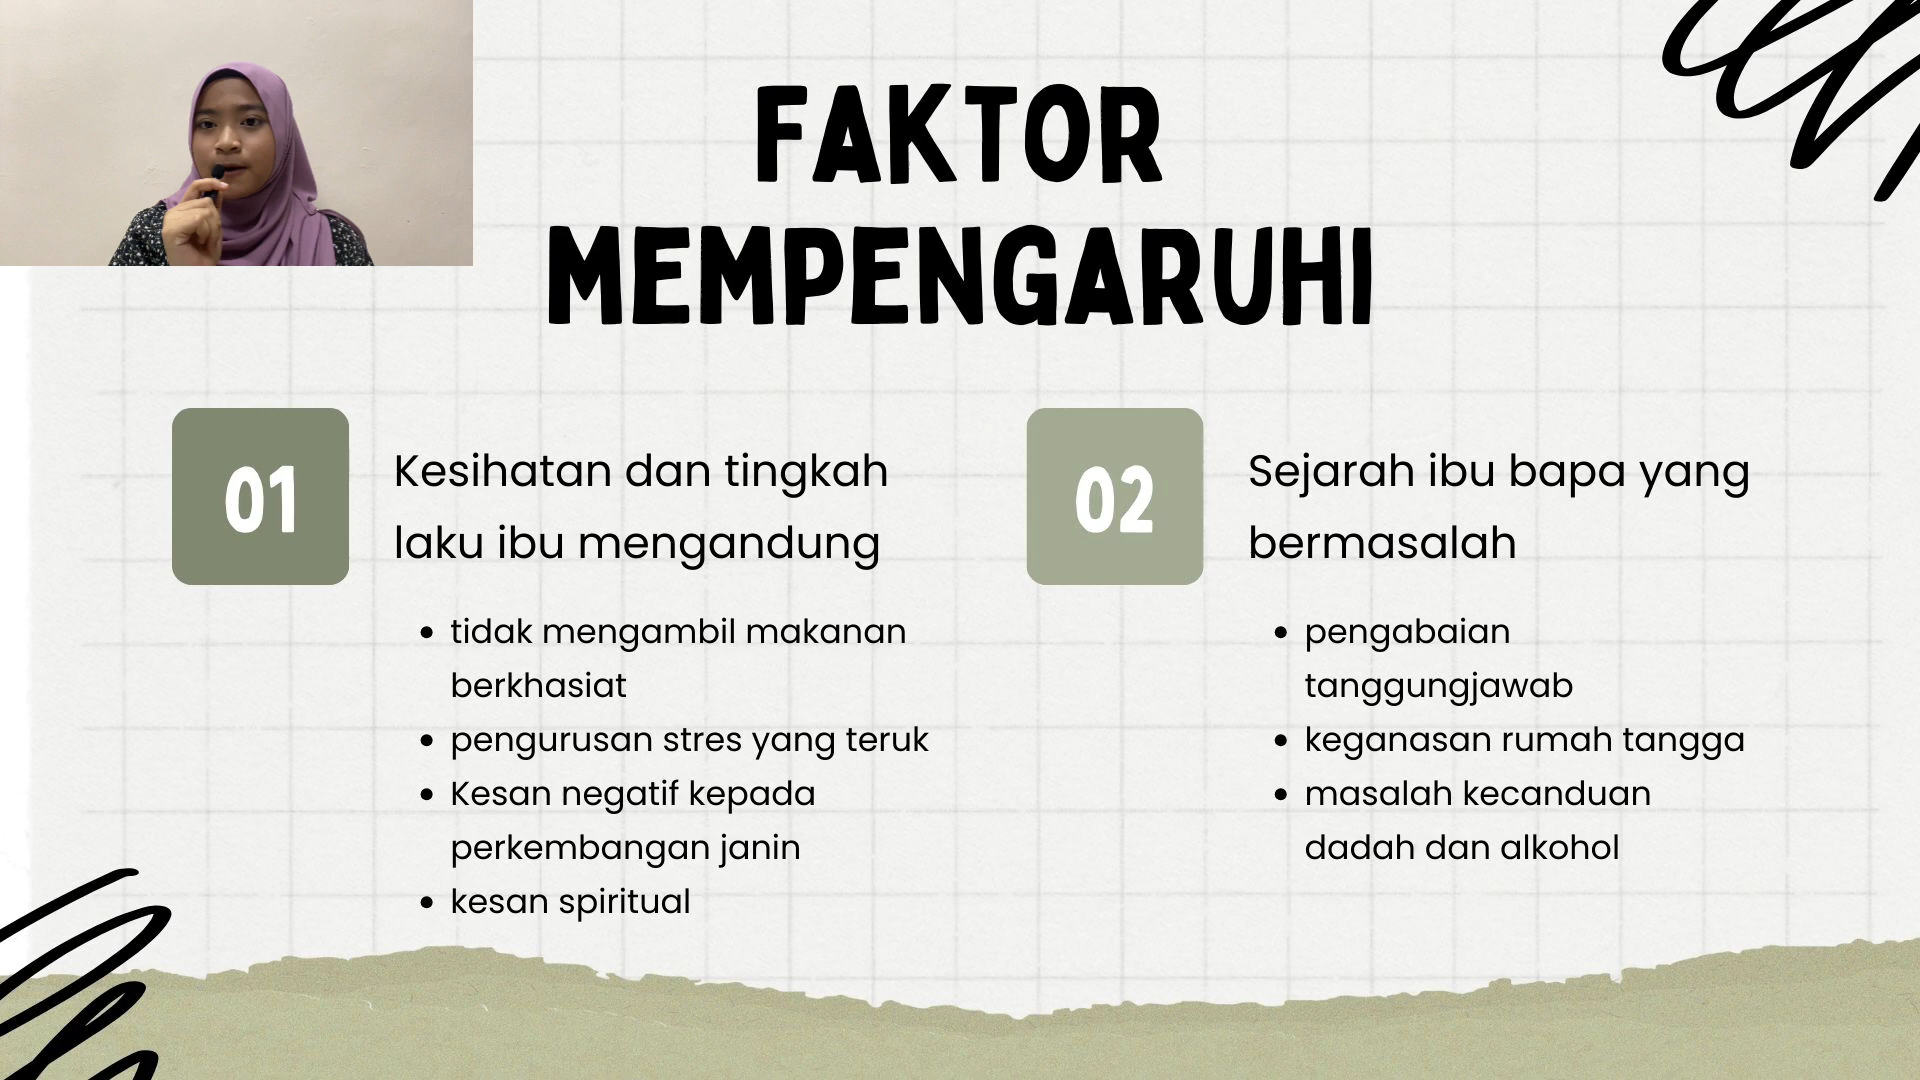 FAKTOR
MEMPENGARUHI
01
Kesihatan dan tingkah
laku ibu mengandung
• tidak mengambil makanan
berkhasiat
• pengurusan stres yang teruk
• Kesan negatif kepada
perkembangan janin
• kesan spiritual
02
Sejarah ibu bapa yang
bermasalah
• pengabaian
tanggungjawab
• keganasan rumah tangga
• masalah kecanduan
dadah dan alkohol